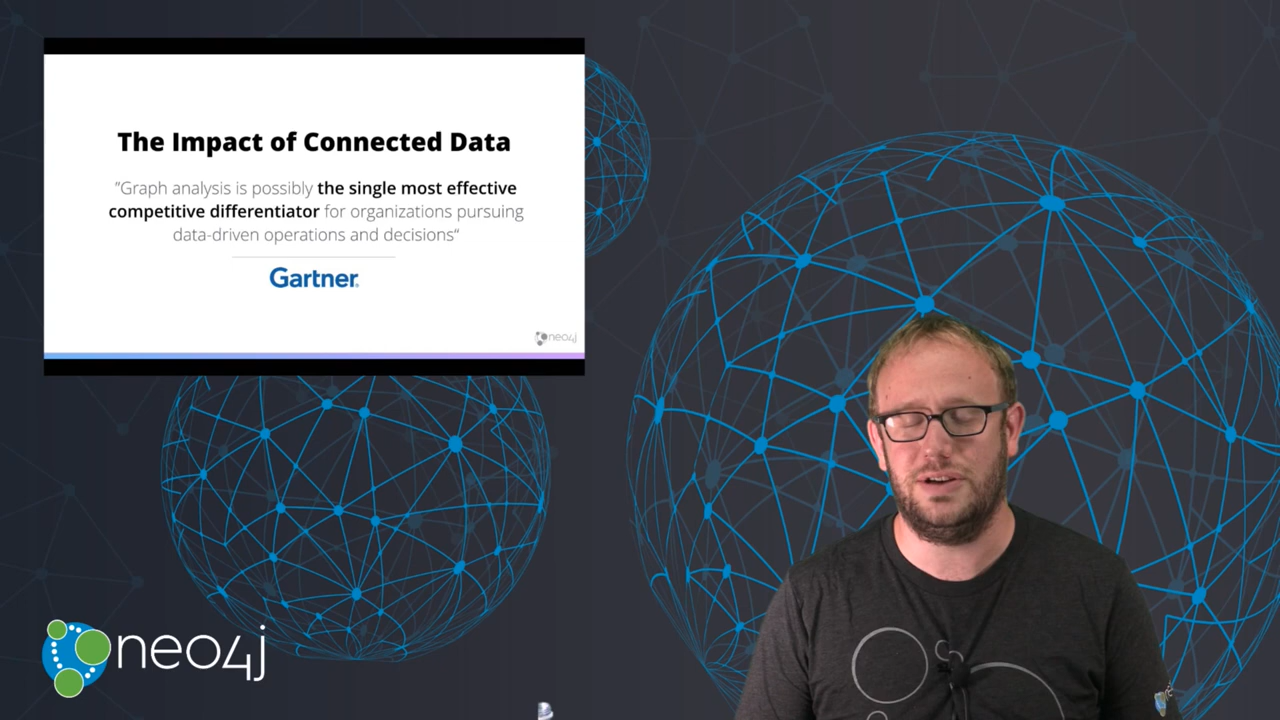 The Impact of Connected Data
"Graph analysis is possibly the single most effective
competitive differentiator for organizations pursuing
data-driven operations and decisions“
Gartner
neo4j
neo4j